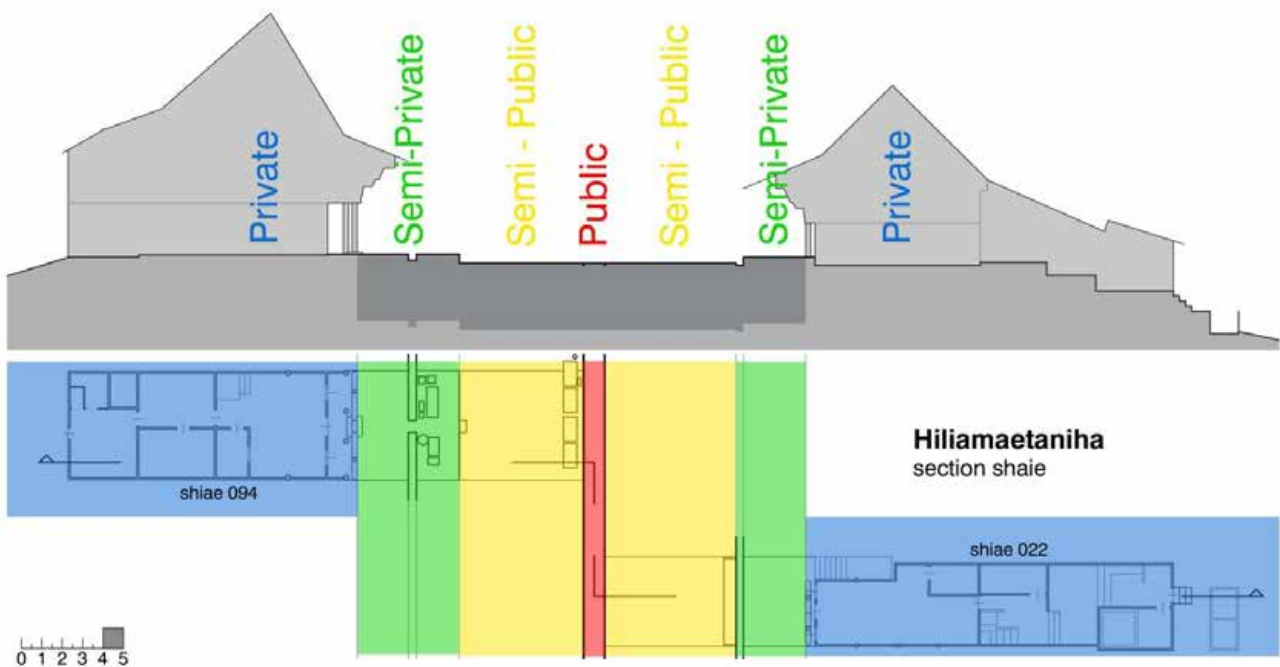 Private
Semi-Private
Semi - Public
Public
Semi - Public
Semi-Private
Private
Hiliamaetaniha
section shaie
shiae 094
shiae 022
0 1 2 3 4 5